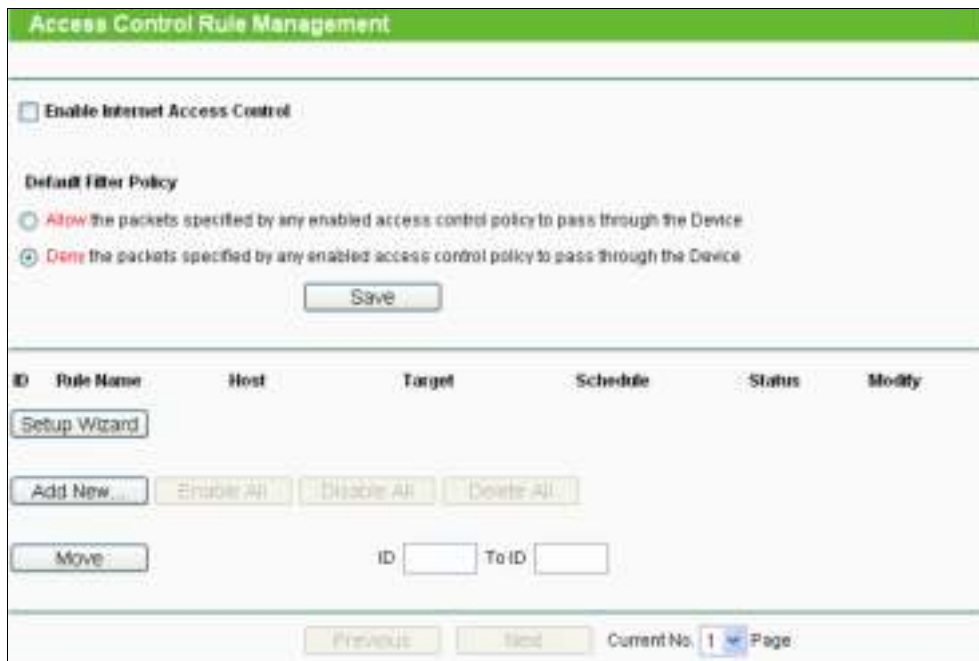 Access Control Rule Management
Enable Internet Access Control
Default Filter Policy
Allow the packets specified by any enabled access control policy to pass through the Device
Deny the packets specified by any enabled access control policy to pass through the Device
Save
ID Rule Name Host Target Schedule Status Modify
Setup Wizard
Add New... Enable All Disable All Delete All
Move ID To ID
Previous Next Current No. 1 Page